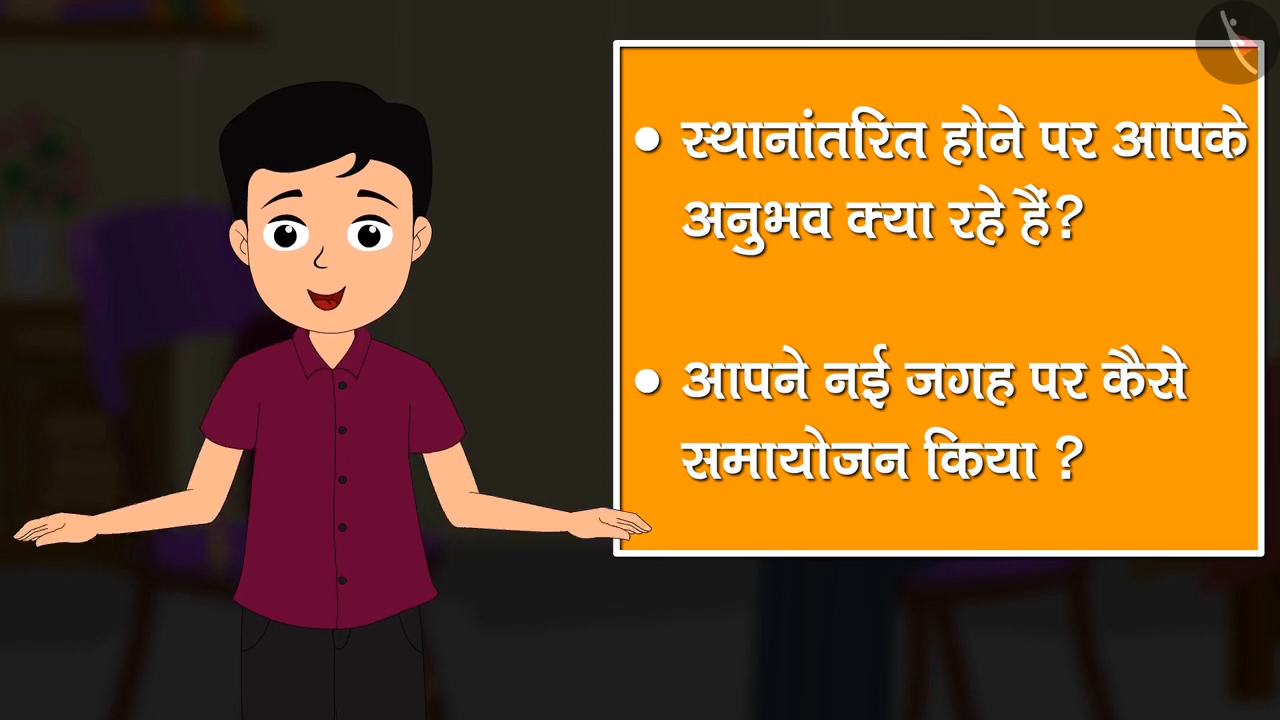 • स्थानांतरित होने पर आपके
अनुभव क्या रहे हैं?
• आपने नई जगह पर कैसे
समायोजन किया ?